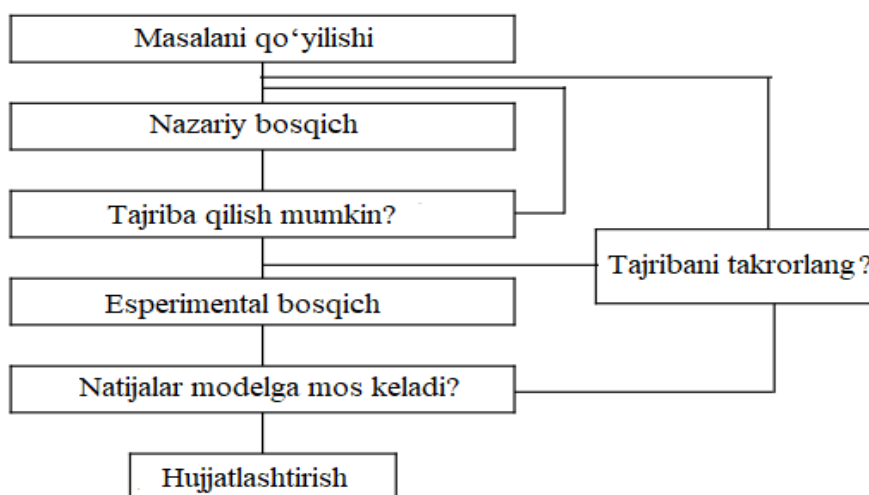 Masalani qo‘yilishi
Nazariy bosqich
Tajriba qilish mumkin?
Tajribani takrorlang?
Esperimental bosqich
Natijalar modelga mos keladi?
Hujjatlashtirish